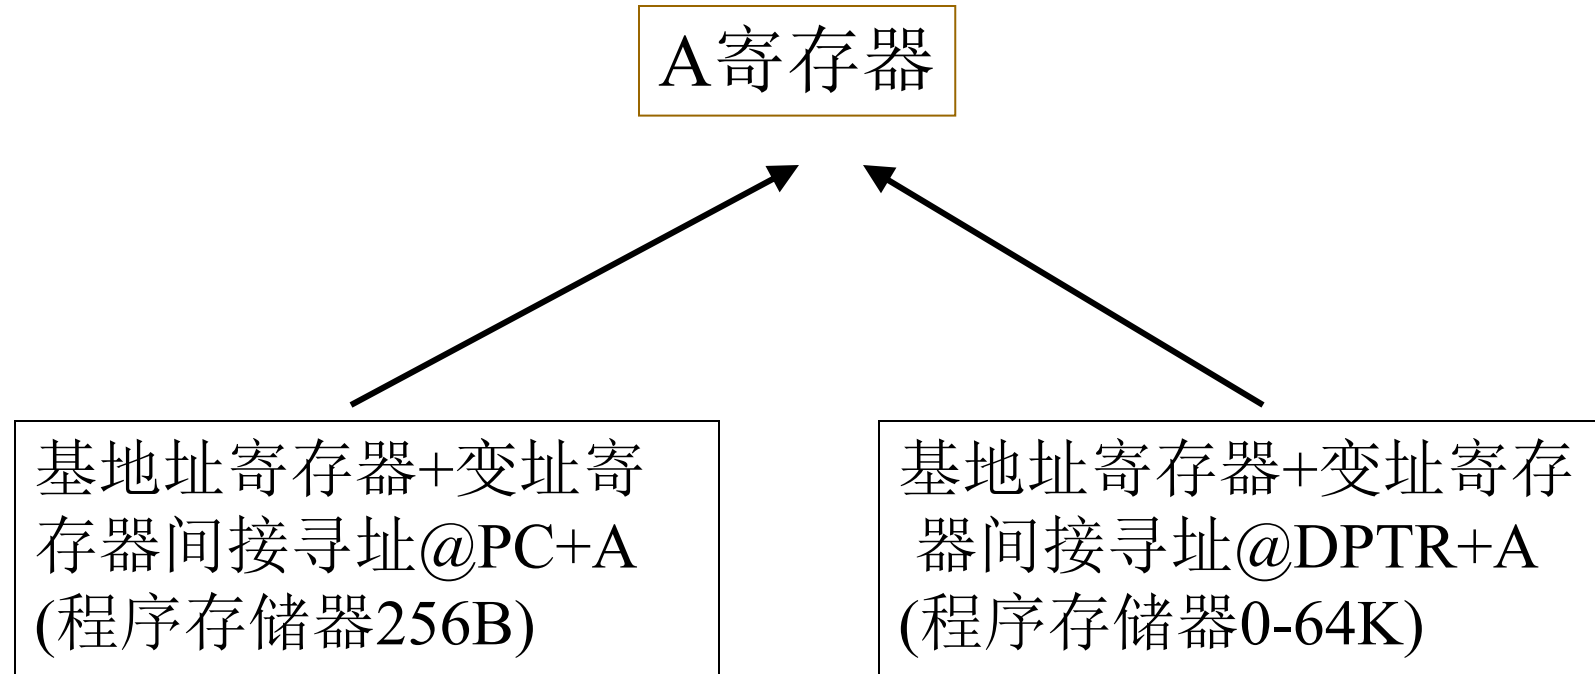 A寄存器
基地址寄存器+变址寄
存器间接寻址@PC+A
(程序存储器256B)
基地址寄存器+变址寄存
器间接寻址@DPTR+A
(程序存储器0-64K)